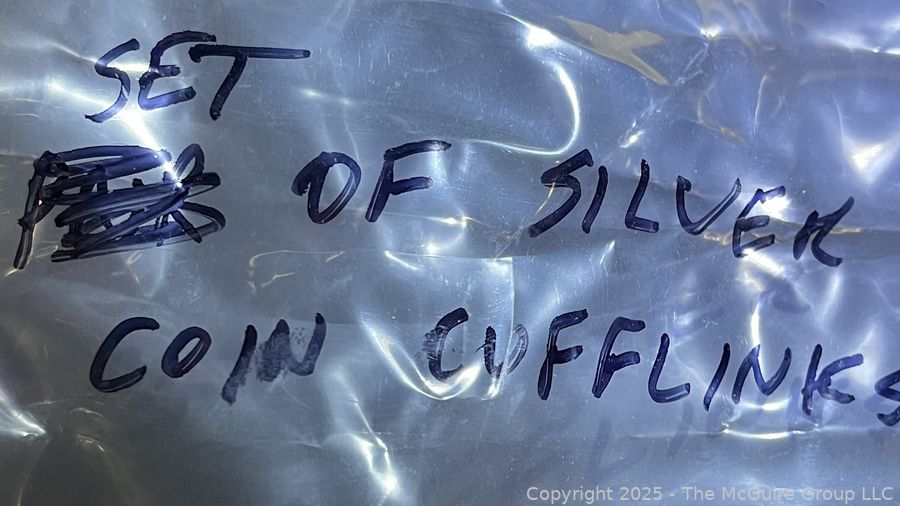 SET
OF SILVER
COIN CUFFLINKS
Copyright 2025 - The McGuire Group LLC